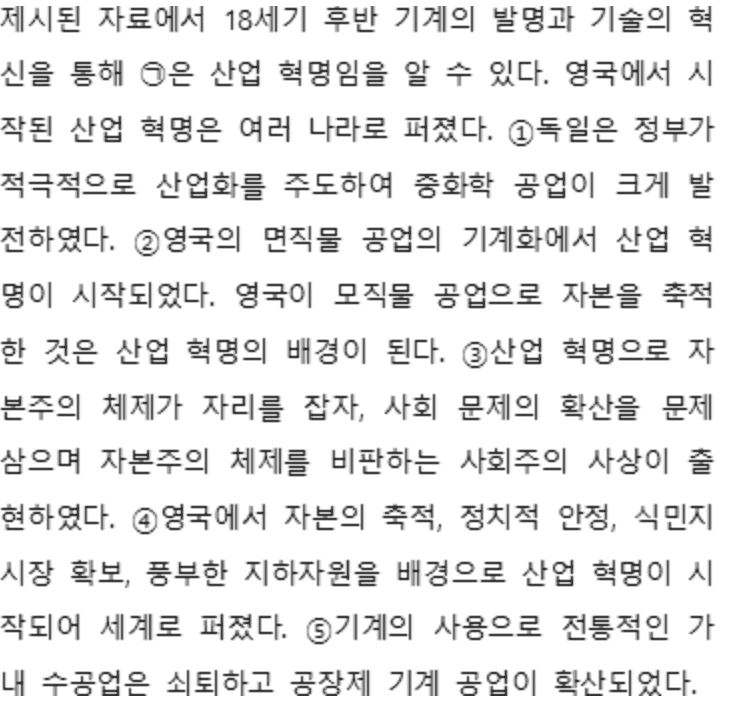 제시된 자료에서 18세기 후반 기계의 발명과 기술의 혁
신을 통해 ㉠은 산업 혁명임을 알 수 있다. 영국에서 시
작된 산업 혁명은 여러 나라로 퍼졌다. ①독일은 정부가
적극적으로 산업화를 주도하여 중화학 공업이 크게 발
전하였다. ②영국의 면직물 공업의 기계화에서 산업 혁
명이 시작되었다. 영국이 모직물 공업으로 자본을 축적
한 것은 산업 혁명의 배경이 된다. ③산업 혁명으로 자
본주의 체제가 자리를 잡자, 사회 문제의 확산을 문제
삼으며 자본주의 체제를 비판하는 사회주의 사상이 출
현하였다. ④영국에서 자본의 축적, 정치적 안정, 식민지
시장 확보, 풍부한 지하자원을 배경으로 산업 혁명이 시
작되어 세계로 퍼졌다. ⑤기계의 사용으로 전통적인 가
내 수공업은 쇠퇴하고 공장제 기계 공업이 확산되었다.